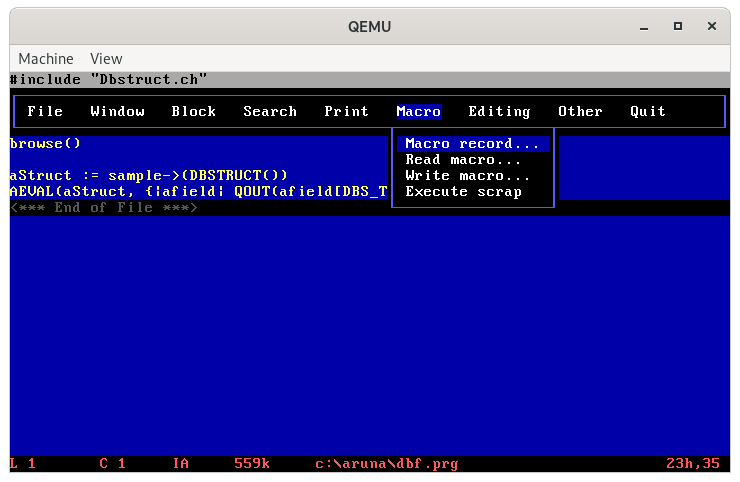 QEMU
Machine View
#include "Dbstruct.ch"
File Window Block Search Print Macro Editing Other Quit
browse()
Macro record...
Read macro...
aStruct := sample->(DBSTRUCT())
Write macro...
AEVAL(aStruct, {|afield| QOUT(afield[DBS_T
Execute scrap
<*** End of File ***>
L 1 C 1 IA 559k c:\aruna\dbf.prg 23h,35